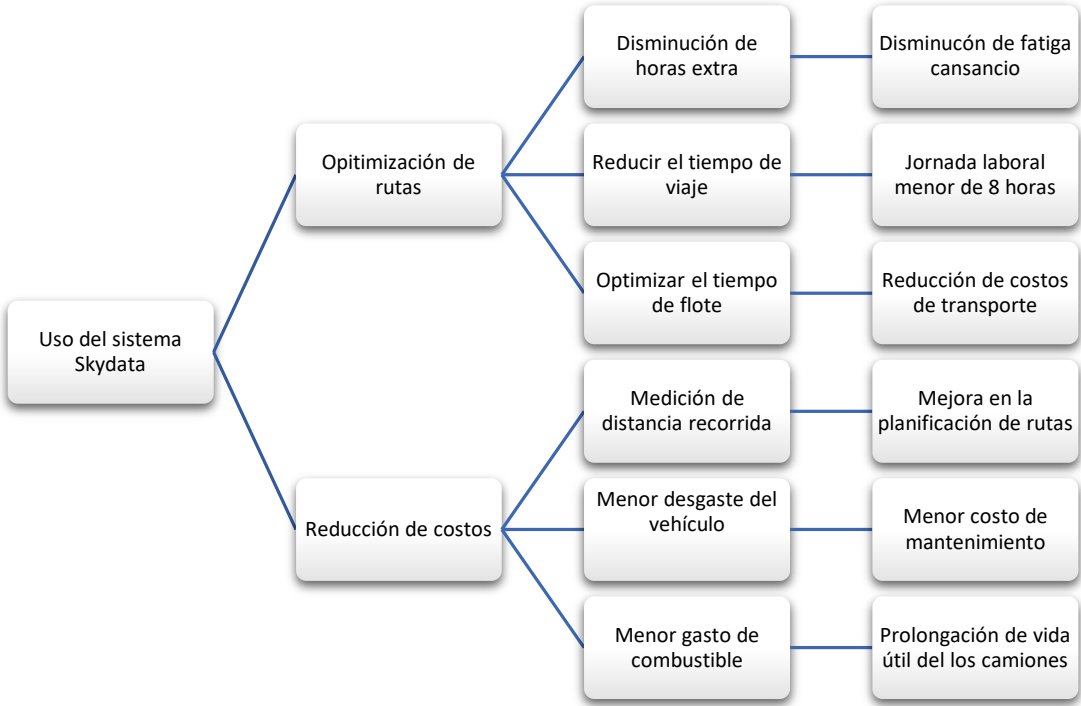 Uso del sistema
Skydata
Opitimización de
rutas
Disminución de
horas extra
Disminucón de fatiga
cansancio
Reducir el tiempo de
viaje
Jornada laboral
menor de 8 horas
Optimizar el tiempo
de flote
Reducción de costos
de transporte
Reducción de costos
Medición de
distancia recorrida
Mejora en la
planificación de rutas
Menor desgaste del
vehículo
Menor costo de
mantenimiento
Menor gasto de
combustible
Prolongación de vida
útil del los camiones